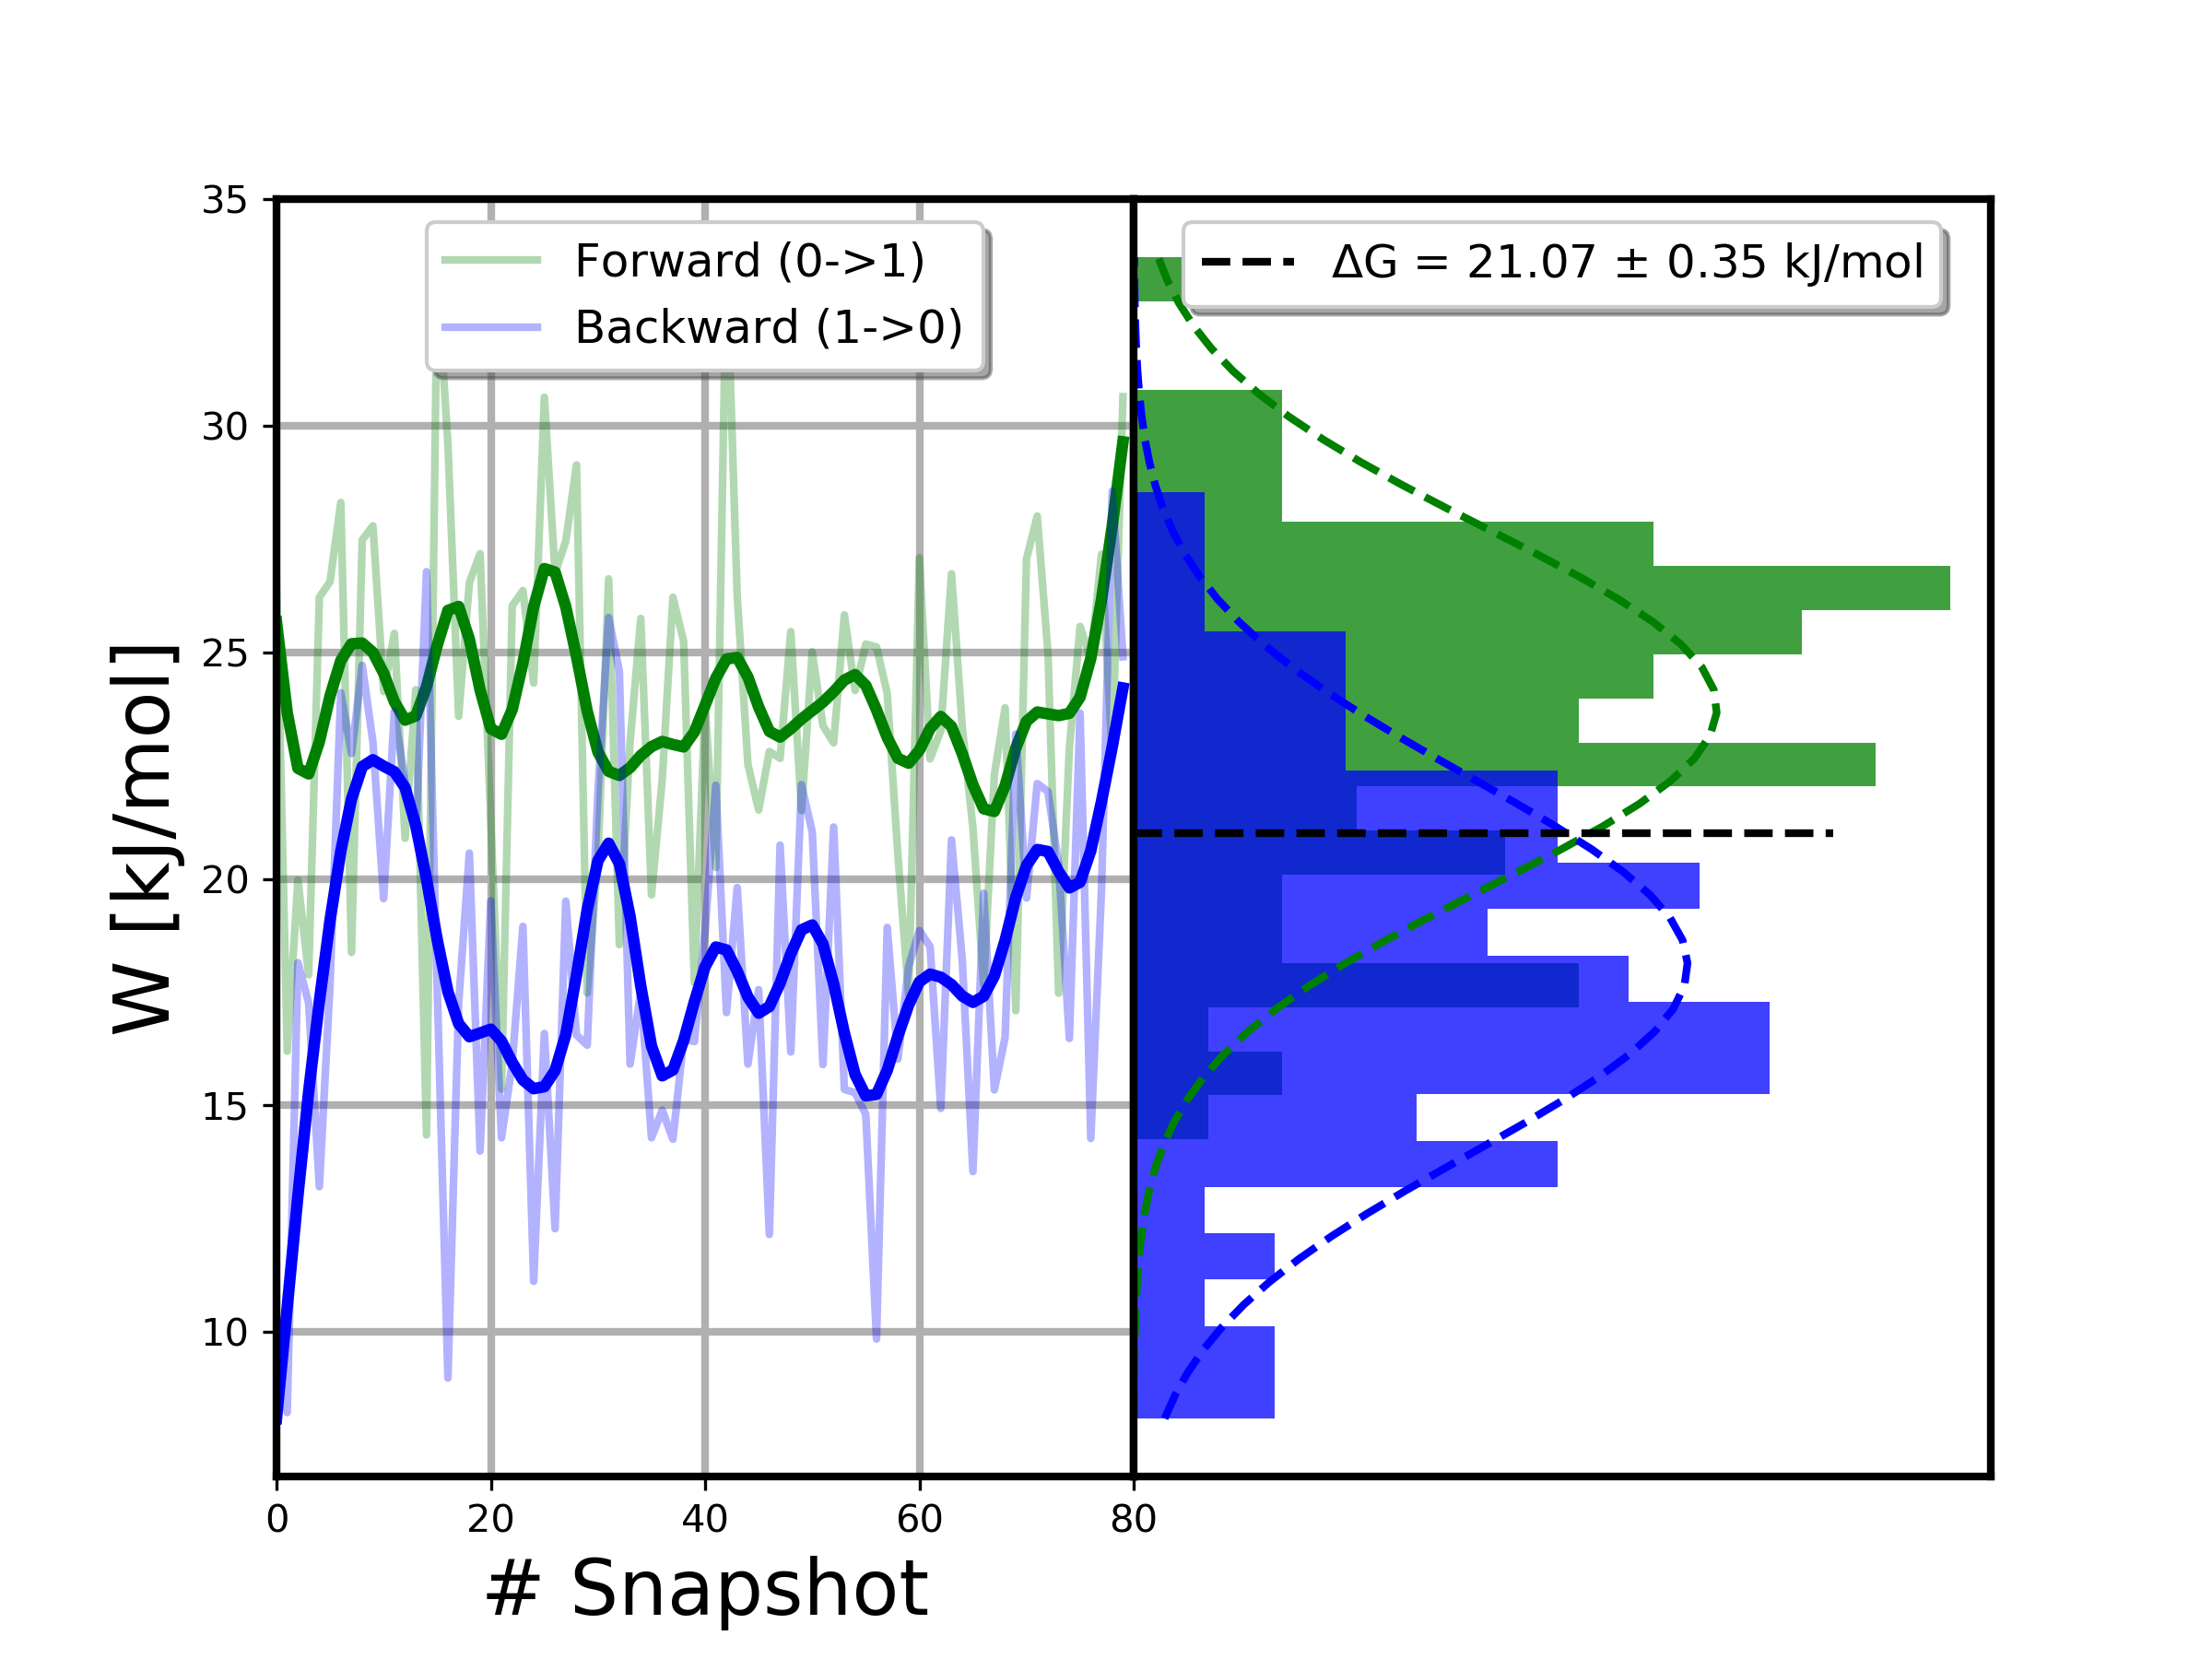 35
30
25
20
15
10
W [kJ/mol]
Forward (0->1)
Backward (1->0)
ΔG = 21.07 ± 0.35 kJ/mol
0 20 40 60 80
# Snapshot